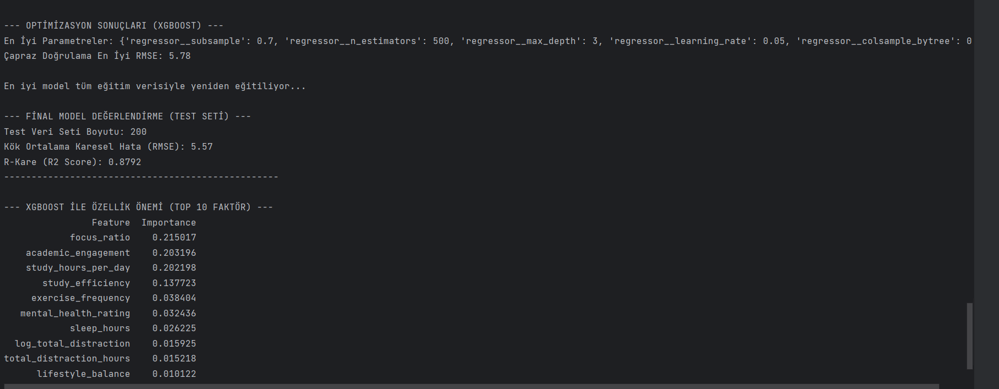 --- OPTİMİZASYON SONUÇLARI (XGBOOST) ---
En İyi Parametreler: {'regressor__subsample': 0.7, 'regressor__n_estimators': 500, 'regressor__max_depth': 3, 'regressor__learning_rate': 0.05, 'regressor__colsample_bytree': 0
Çapraz Doğrulama En İyi RMSE: 5.78
En iyi model tüm eğitim verisiyle yeniden eğitiliyor...
--- FİNAL MODEL DEĞERLENDİRME (TEST SETİ) ---
Test Veri Seti Boyutu: 200
Kök Ortalama Karesel Hata (RMSE): 5.57
R-Kare (R2 Score): 0.8792
--------------------------------------------------
--- XGBOOST İLE ÖZELLİK ÖNEMİ (TOP 10 FAKTÖR) ---
Feature  Importance
focus_ratio    0.215017
academic_engagement    0.203196
study_hours_per_day    0.202198
study_efficiency    0.137723
exercise_frequency    0.038404
mental_health_rating    0.032436
sleep_hours    0.026225
log_total_distraction    0.015925
total_distraction_hours    0.015218
lifestyle_balance    0.010122